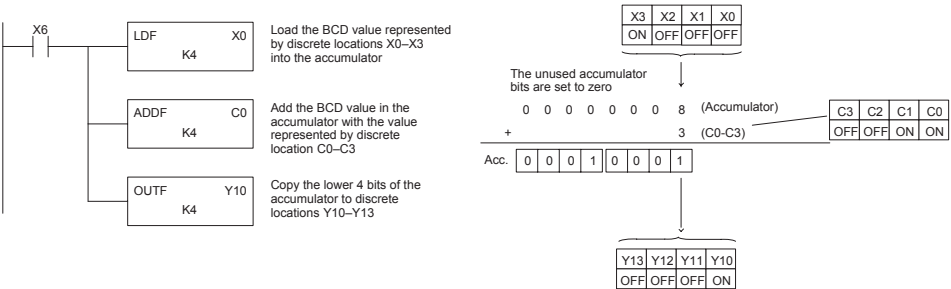 X6
LDF X0
K4
Load the BCD value represented
by discrete locations X0–X3
into the accumulator
ADDF C0
K4
Add the BCD value in the
accumulator with the value
represented by discrete
location C0–C3
OUTF Y10
K4
Copy the lower 4 bits of the
accumulator to discrete
locations Y10–Y13
X3 X2 X1 X0
ON OFF OFF OFF
The unused accumulator
bits are set to zero
0 0 0 0 0 0 0 8 (Accumulator)
+ 3 (C0-C3)
C3 C2 C1 C0
OFF OFF ON ON
Acc. 0 0 0 1 0 0 0 1
Y13 Y12 Y11 Y10
OFF OFF OFF ON